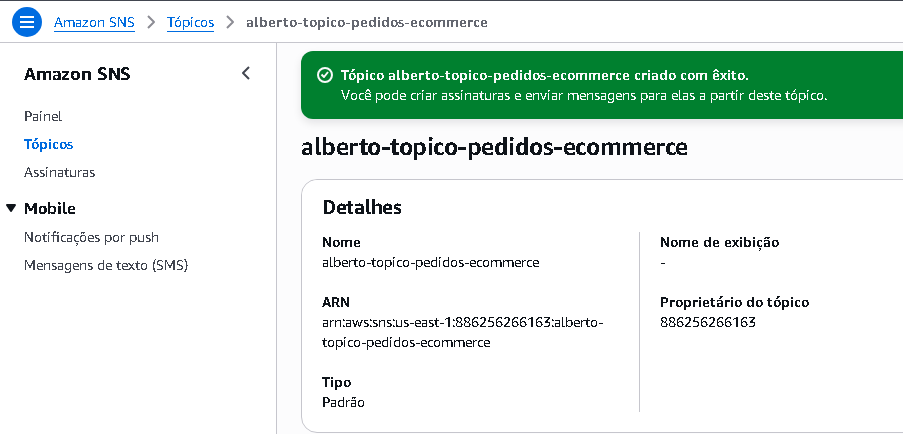 Amazon SNS > Tópicos > alberto-topico-pedidos-ecommerce
Amazon SNS
Painel
Tópicos
Assinaturas
Mobile
Notificações por push
Mensagens de texto (SMS)
Tópico alberto-topico-pedidos-ecommerce criado com êxito.
Você pode criar assinaturas e enviar mensagens para elas a partir deste tópico.
alberto-topico-pedidos-ecommerce
Detalhes
Nome
alberto-topico-pedidos-ecommerce
ARN
arn:aws:sns:us-east-1:886256266163:alberto-
topico-pedidos-ecommerce
Tipo
Padrão
Nome de exibição
-
Proprietário do tópico
886256266163